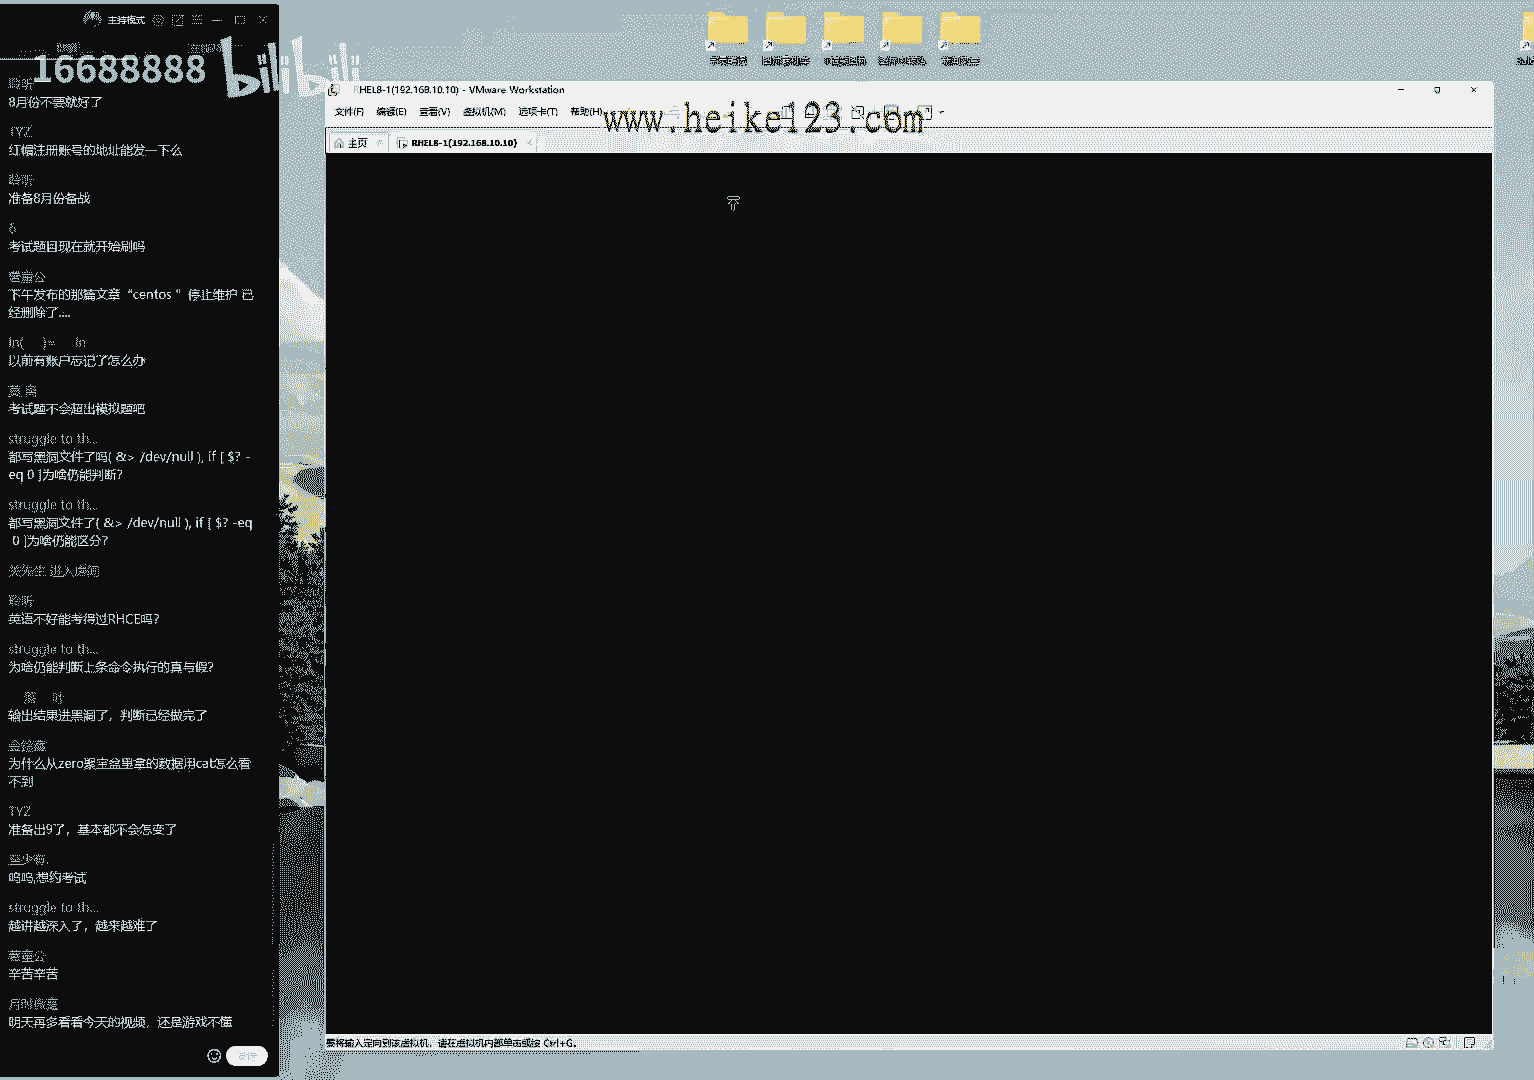 主持模式
16688888
bilibili
聆听
8月份不要就好了
TYZ
红帽注册账号的地址能发一下么
聆听
准备8月份备战
考试题目现在就开始刷吗
下午发布的那篇文章“centos ”停止维护 已
经删除了....
以前有账户忘记了怎么办
考试题不会超出模拟题吧
struggle to th...
都写黑洞文件了吗( &> /dev/null ), if [ $? -
eq 0 ]为啥仍能判断?
struggle to th...
都写黑洞文件了( &> /dev/null ), if [ $? -eq
0 ]为啥仍能区分?
进入房间
聆听
英语不好能考得过RHCE吗?
struggle to th...
为啥仍能判断上条命令执行的真与假?
输出结果进黑洞了，判断已经做完了
为什么从zero聚宝盆里拿的数据用cat怎么看
不到
TYZ
准备出9了，基本都不会怎变了
呜呜,想约考试
struggle to th...
越讲越深入了，越来越难了
辛苦辛苦
明天再多看看今天的视频，还是游戏不懂
发送
RHEL8-1(192.168.10.10) - VMware Workstation
文件(F) 编辑(E) 查看(V) 虚拟机(M) 选项卡(T) 帮助(H)
www.heike123.com
主页
RHEL8-1(192.168.10.10)
要将输入定向到该虚拟机，请在虚拟机内部单击或按 Ctrl+G。